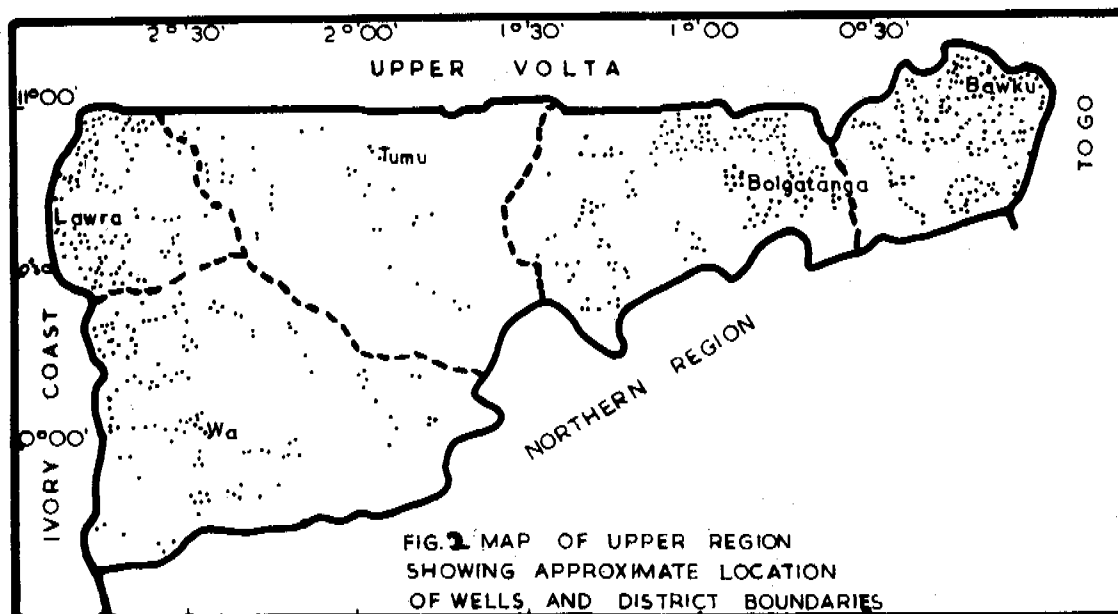 2°30' 2°00' 1°30' 1°00' 0°30'
UPPER VOLTA
11°00'
Bawku
TOGO
Tumu
Bolgatanga
Lawra
IVORY COAST
Wa
0°00'
NORTHERN REGION
FIG. 2 MAP OF UPPER REGION
SHOWING APPROXIMATE LOCATION
OF WELLS AND DISTRICT BOUNDARIES